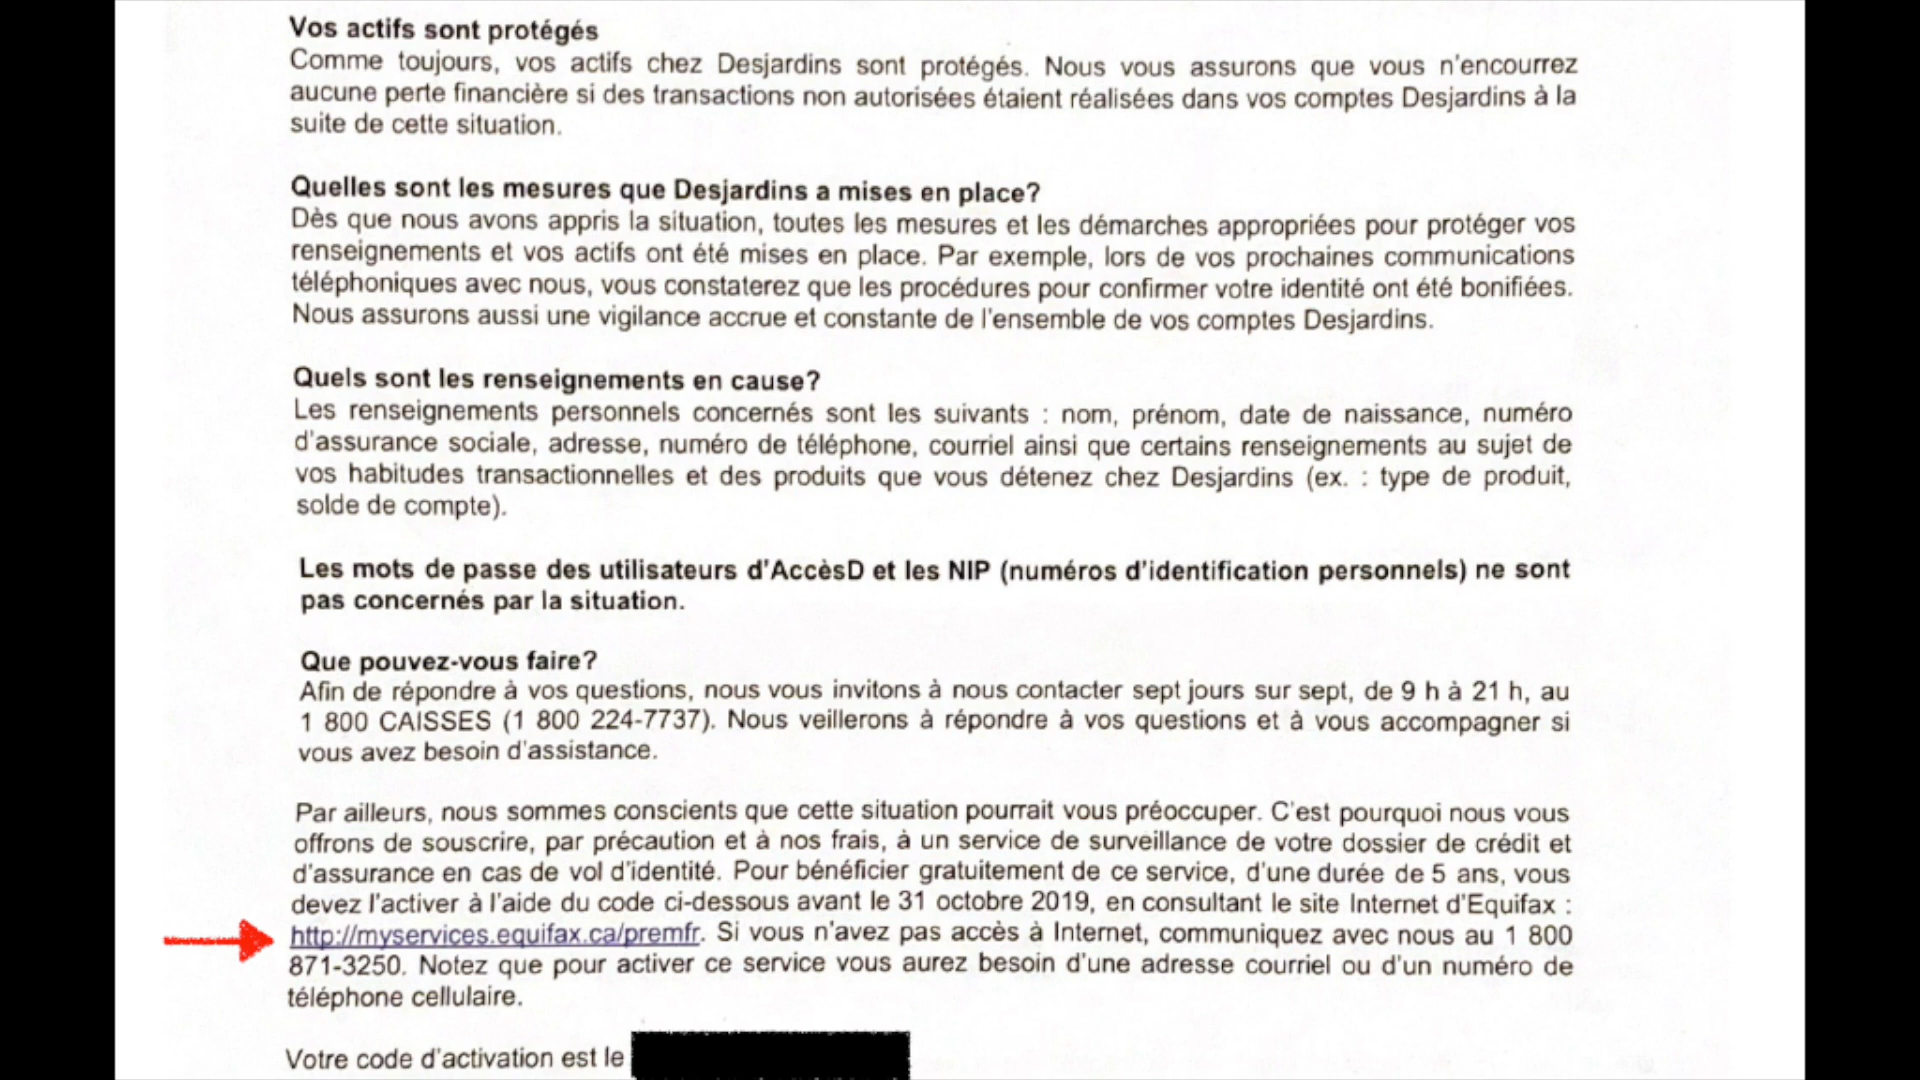 Vos actifs sont protégés
Comme toujours, vos actifs chez Desjardins sont protégés. Nous vous assurons que vous n'encourrez
aucune perte financière si des transactions non autorisées étaient réalisées dans vos comptes Desjardins à la
suite de cette situation.
Quelles sont les mesures que Desjardins a mises en place?
Dès que nous avons appris la situation, toutes les mesures et les démarches appropriées pour protéger vos
renseignements et vos actifs ont été mises en place. Par exemple, lors de vos prochaines communications
téléphoniques avec nous, vous constaterez que les procédures pour confirmer votre identité ont été bonifiées.
Nous assurons aussi une vigilance accrue et constante de l'ensemble de vos comptes Desjardins.
Quels sont les renseignements en cause?
Les renseignements personnels concernés sont les suivants : nom, prénom, date de naissance, numéro
d'assurance sociale, adresse, numéro de téléphone, courriel ainsi que certains renseignements au sujet de
vos habitudes transactionnelles et des produits que vous détenez chez Desjardins (ex. : type de produit,
solde de compte).
Les mots de passe des utilisateurs d'AccèsD et les NIP (numéros d'identification personnels) ne sont
pas concernés par la situation.
Que pouvez-vous faire?
Afin de répondre à vos questions, nous vous invitons à nous contacter sept jours sur sept, de 9 h à 21 h, au
1 800 CAISSES (1 800 224-7737). Nous veillerons à répondre à vos questions et à vous accompagner si
vous avez besoin d'assistance.
Par ailleurs, nous sommes conscients que cette situation pourrait vous préoccuper. C'est pourquoi nous vous
offrons de souscrire, par précaution et à nos frais, à un service de surveillance de votre dossier de crédit et
d'assurance en cas de vol d'identité. Pour bénéficier gratuitement de ce service, d'une durée de 5 ans, vous
devez l'activer à l'aide du code ci-dessous avant le 31 octobre 2019, en consultant le site Internet d'Equifax :
http://myservices.equifax.ca/premfr. Si vous n'avez pas accès à Internet, communiquez avec nous au 1 800
871-3250. Notez que pour activer ce service vous aurez besoin d'une adresse courriel ou d'un numéro de
téléphone cellulaire.
Votre code d'activation est le